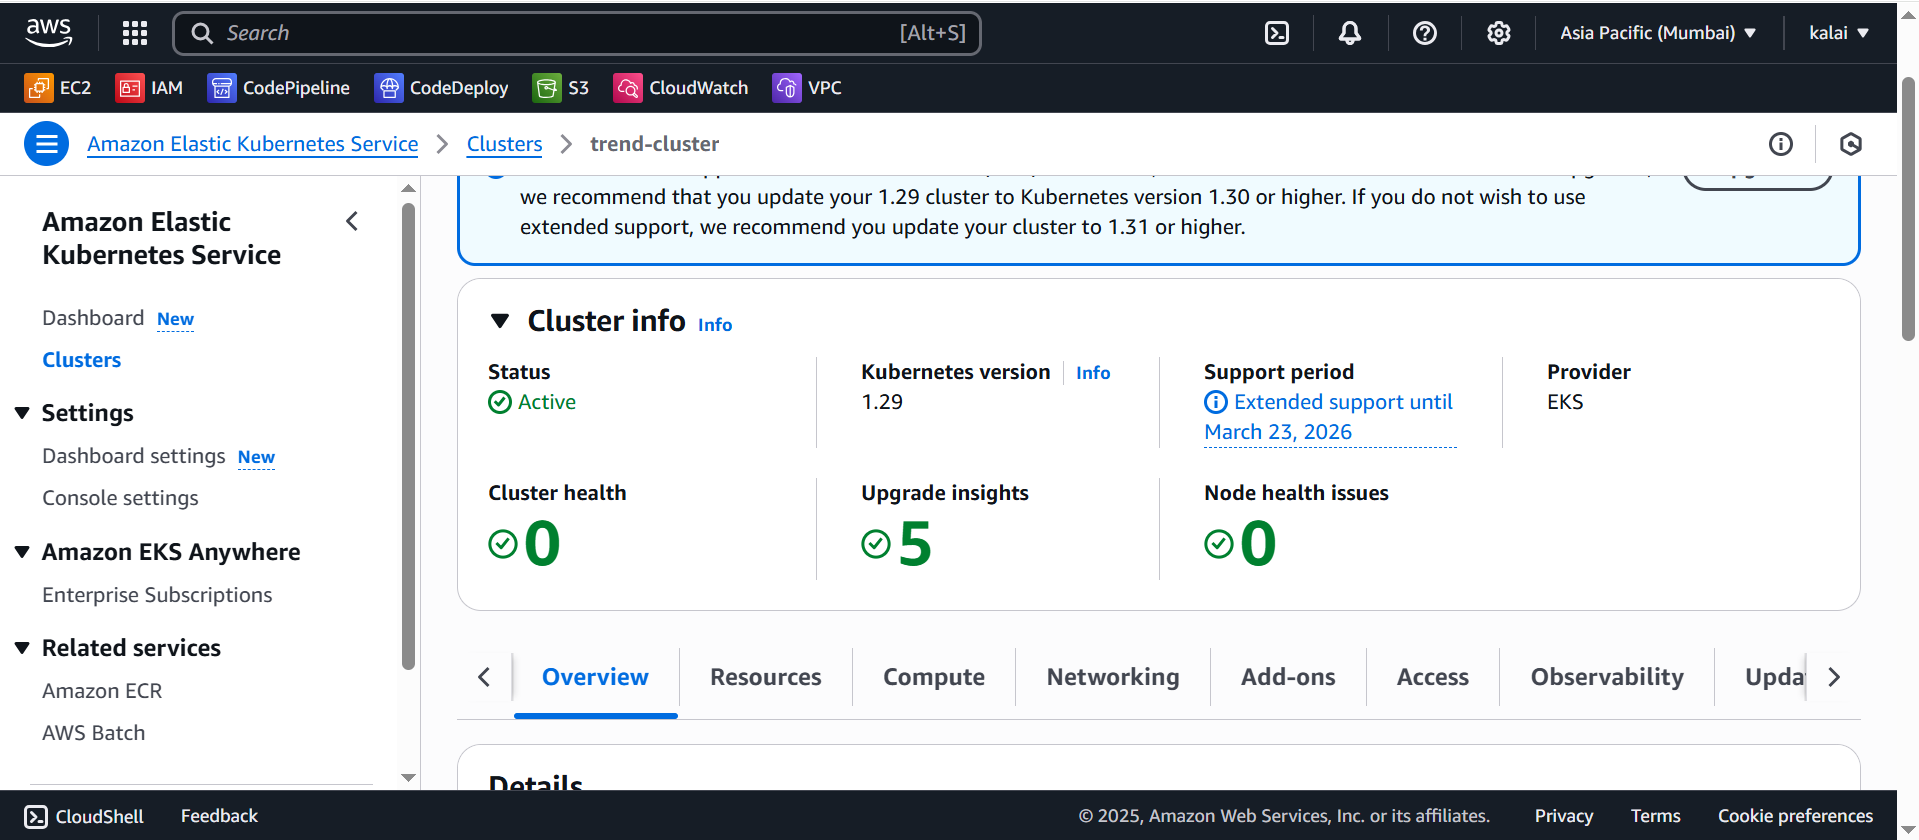 aws
Search [Alt+S]
Asia Pacific (Mumbai) ▼
kalai ▼
EC2 IAM CodePipeline CodeDeploy S3 CloudWatch VPC
Amazon Elastic Kubernetes Service > Clusters > trend-cluster
Amazon Elastic
Kubernetes Service
Dashboard New
Clusters
Settings
Dashboard settings New
Console settings
Amazon EKS Anywhere
Enterprise Subscriptions
Related services
Amazon ECR
AWS Batch
we recommend that you update your 1.29 cluster to Kubernetes version 1.30 or higher. If you do not wish to use
extended support, we recommend you update your cluster to 1.31 or higher.
Cluster info Info
Status
Active
Kubernetes version Info
1.29
Support period
Extended support until
March 23, 2026
Provider
EKS
Cluster health
0
Upgrade insights
5
Node health issues
0
Overview Resources Compute Networking Add-ons Access Observability Upda
Details
CloudShell Feedback
© 2025, Amazon Web Services, Inc. or its affiliates. Privacy Terms Cookie preferences